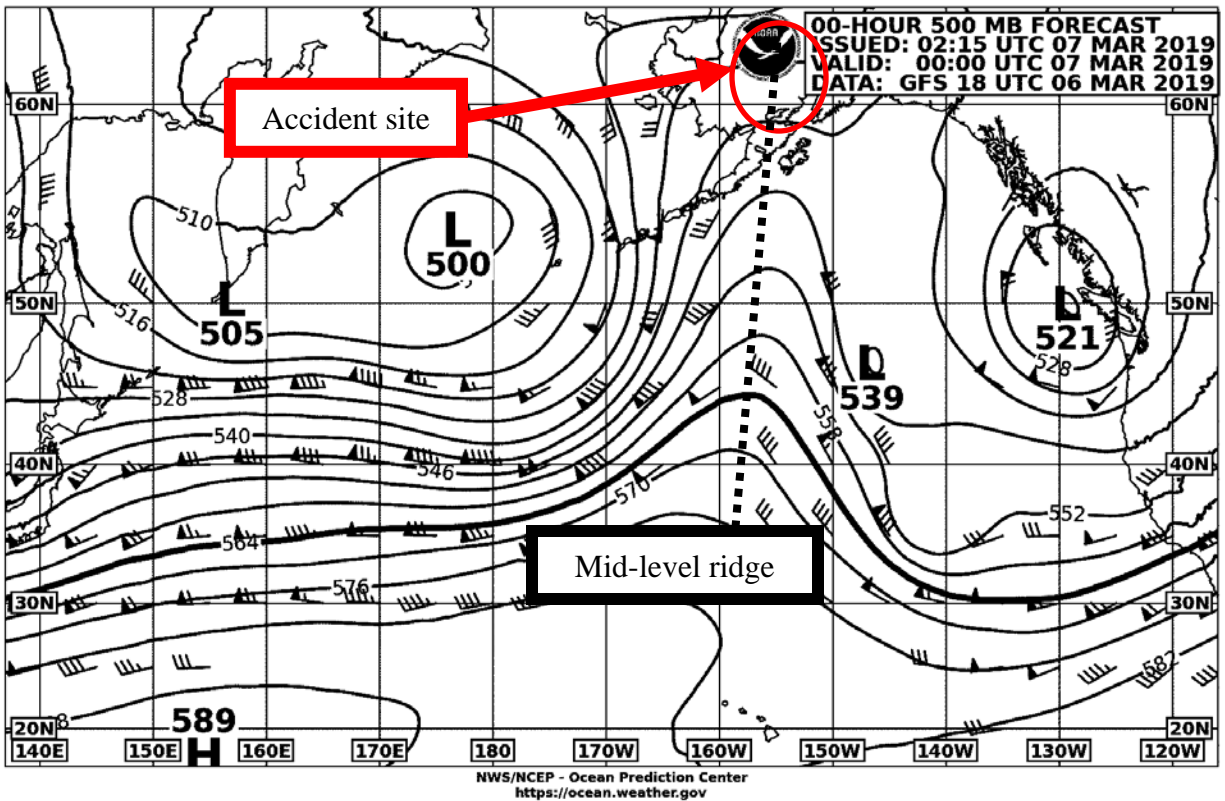 00-HOUR 500 MB FORECAST
ISSUED: 02:15 UTC 07 MAR 2019
VALID: 00:00 UTC 07 MAR 2019
DATA: GFS 18 UTC 06 MAR 2019
NOAA
60N
60N
Accident site
510
L
500
L
505
50N
50N
516
L
521
528
L
539
528
540
546
558
40N
40N
570
552
564
Mid-level ridge
576
30N
30N
582
589
H
20N
8
20N
140E 150E 160E 170E 180 170W 160W 150W 140W 130W 120W
NWS/NCEP - Ocean Prediction Center
https://ocean.weather.gov